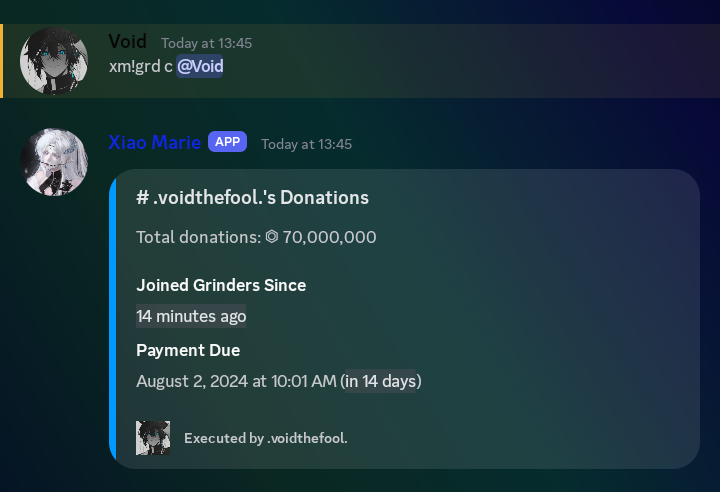 Void Today at 13:45
xm!grd c @Void
Xiao Marie APP Today at 13:45
# .voidthefool.'s Donations
Total donations: ⏣ 70,000,000
Joined Grinders Since
14 minutes ago
Payment Due
August 2, 2024 at 10:01 AM (in 14 days)
Executed by .voidthefool.